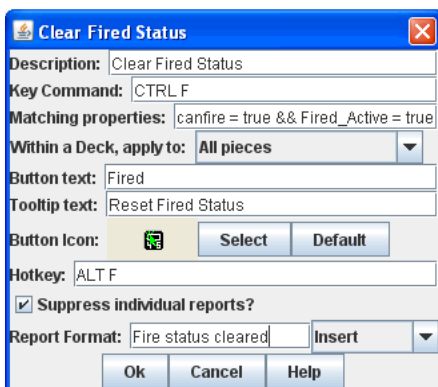 Clear Fired Status
Description: Clear Fired Status
Key Command: CTRL F
Matching properties: canfire = true && Fired_Active = true
Within a Deck, apply to: All pieces
Button text: Fired
Tooltip text: Reset Fired Status
Button Icon: Select Default
Hotkey: ALT F
Suppress individual reports?
Report Format: Fire status cleared Insert
Ok Cancel Help